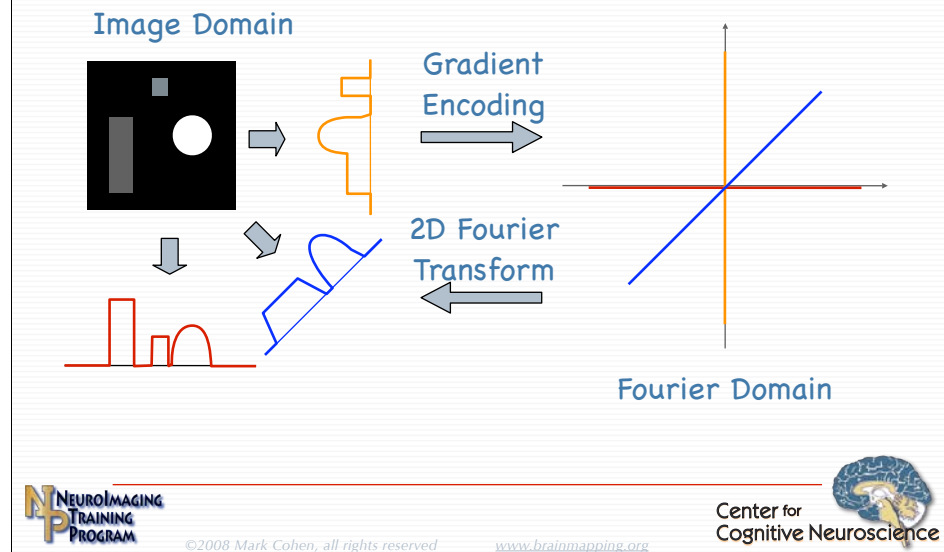 Image Domain
Gradient
Encoding
2D Fourier
Transform
Fourier Domain
NTP
NEUROIMAGING
TRAINING
PROGRAM
©2008 Mark Cohen, all rights reserved
www.brainmapping.org
Center for
Cognitive Neuroscience